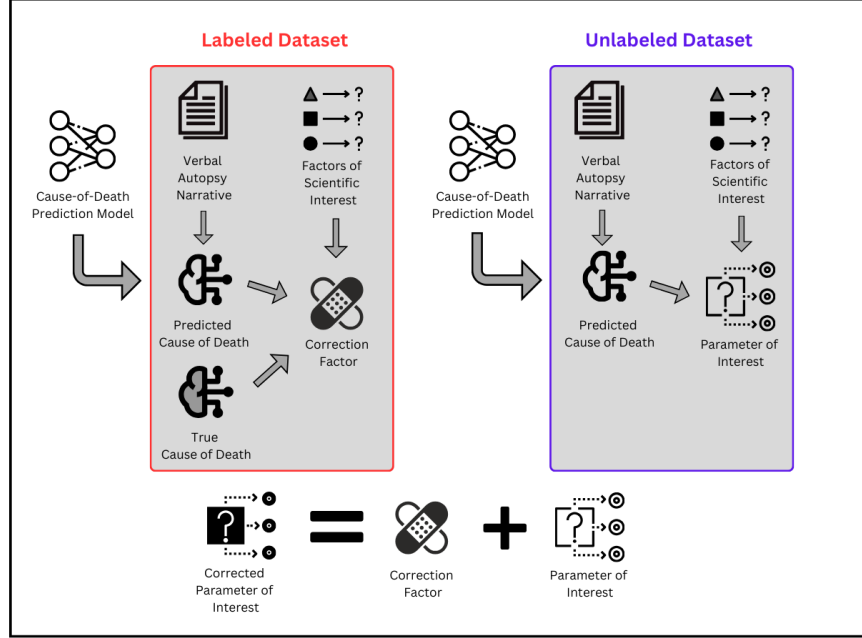 Labeled Dataset
Unlabeled Dataset
Cause-of-Death
Prediction Model
Verbal
Autopsy
Narrative
?
?
?
Factors of
Scientific
Interest
Predicted
Cause of Death
Correction
Factor
True
Cause of Death
Cause-of-Death
Prediction Model
Verbal
Autopsy
Narrative
?
?
?
Factors of
Scientific
Interest
Predicted
Cause of Death
?
Parameter of
Interest
?
Corrected
Parameter of
Interest
=
Correction
Factor
+
?
Parameter of
Interest